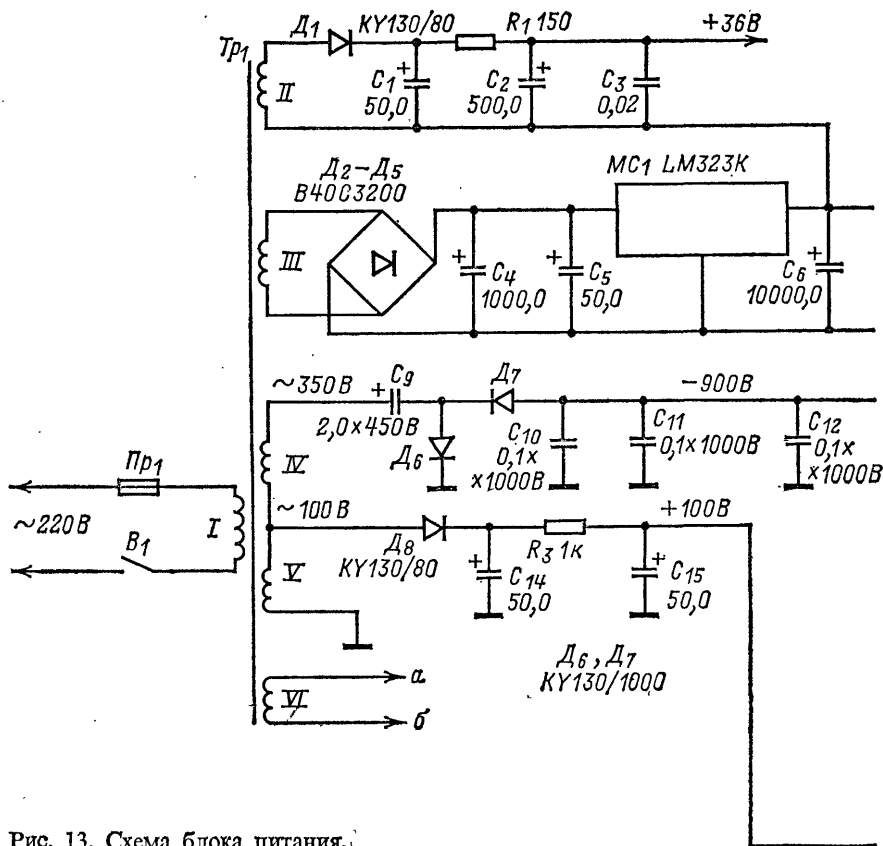 Тр1
Д1
КУ130/80
R1 150
+36В
II
+
C1
50,0
+
C2
500,0
C3
0,02
Д2–Д5
В40С3200
МС1 LM323K
III
+
C4
1000,0
+
C5
50,0
+
C6
10000,0
~350В
+
C9
2,0×450В
Д7
−900В
Д6
C10
0,1×
×1000В
C11
0,1×1000В
C12
0,1×
×1000В
IV
Пр1
~220В
В1
I
~100В
Д8
КУ130/80
R3 1к
+100В
V
+
C14
50,0
+
C15
50,0
Д6, Д7
КУ130/1000
VI
а
б
Рис. 13. Схема блока питания.